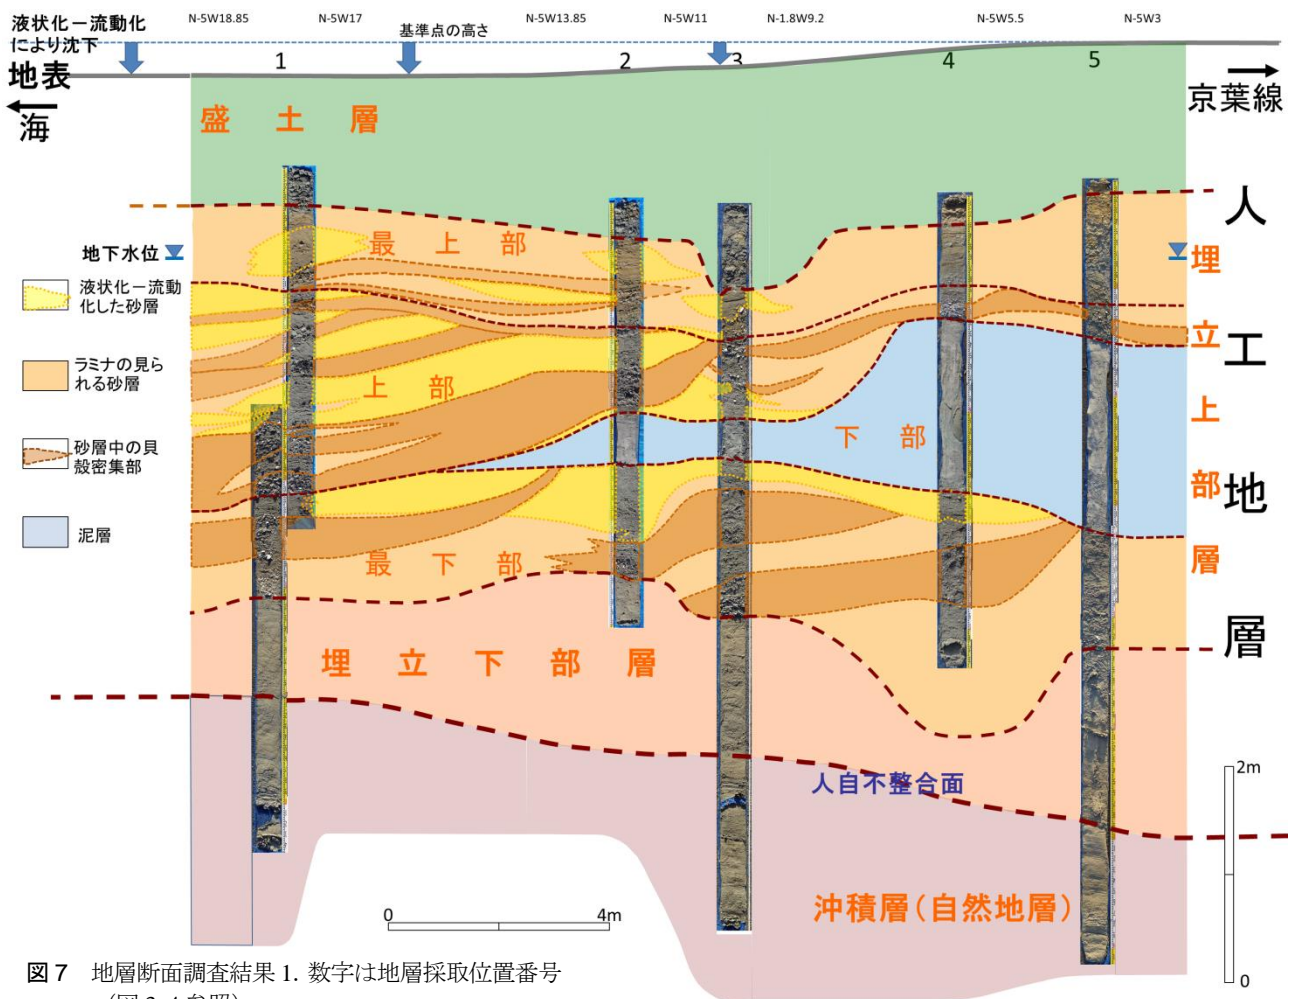 液状化－流動化
により沈下
地表
海
N-5W18.85
N-5W17
基準点の高さ
N-5W13.85
N-5W11
N-1.8W9.2
N-5W5.5
N-5W3
1
2
3
4
5
京葉線
盛土層
人工地層
埋立上部層
地下水位
液状化－流動
化した砂層
ラミナの見ら
れる砂層
砂層中の貝
殻密集部
泥層
最上部
上部
下部
最下部
埋立下部層
人自不整合面
沖積層(自然地層)
0
4m
2m
0
図７ 地層断面調査結果 1. 数字は地層採取位置番号